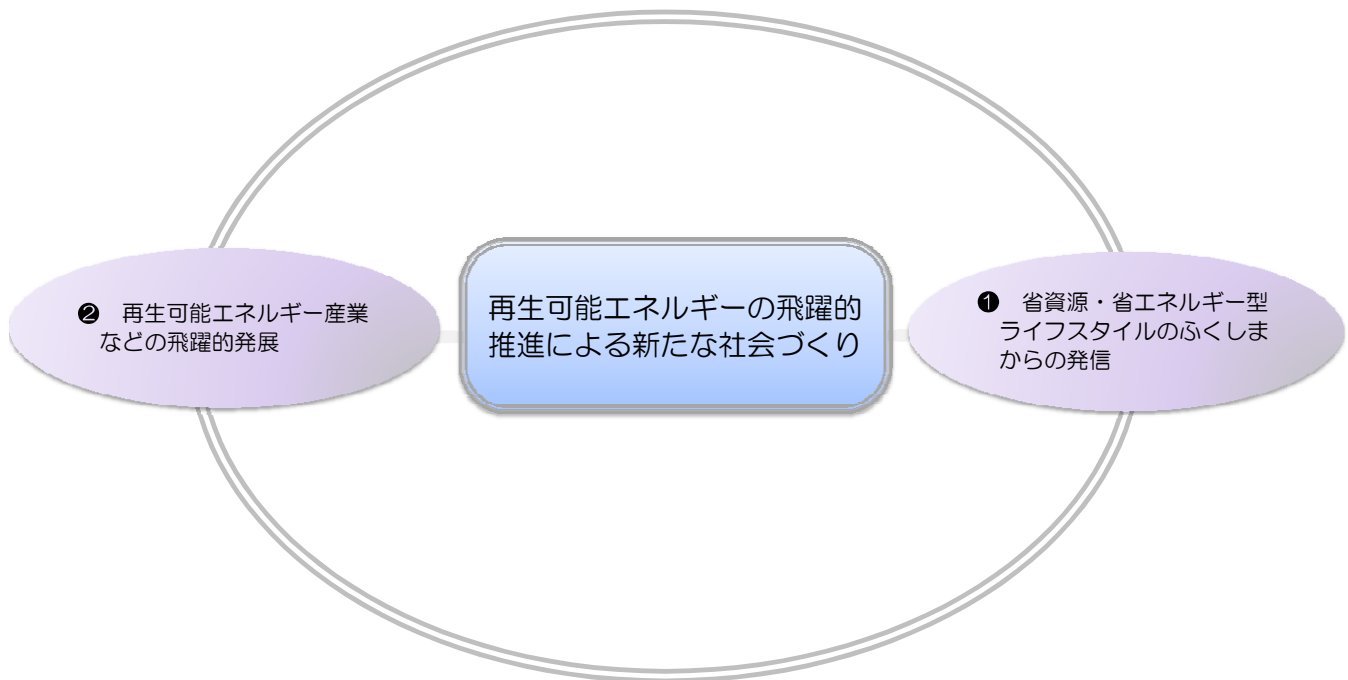 再生可能エネルギーの飛躍的
推進による新たな社会づくり
❶ 省資源・省エネルギー型
ライフスタイルのふくしま
からの発信
❷ 再生可能エネルギー産業
などの飛躍的発展